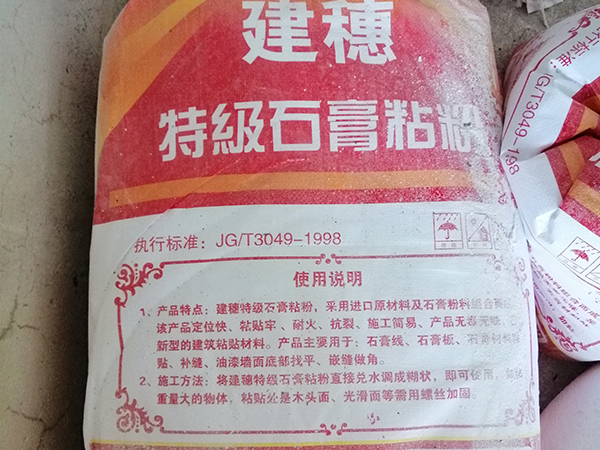 建穗
特級石膏粘粉
执行标准：JG/T3049-1998
使用说明
1、产品特点：建穗特级石膏粘粉，采用进口原材料及石膏粉料组合
该产品定位快、粘贴牢、耐火、抗裂、施工简易、产品无毒无味
新型的建筑粘贴材料。产品主要用于：石膏线、石膏板、
贴、补缝、油漆墙面底部找平、嵌缝做角。
2、施工方法：将建穗特级石膏粘粉直接兑水调成糊状，即可使用，如
重量大的物体，粘贴处是木头面、光滑面等需用螺丝加固。
标准：JG/T3049-1998